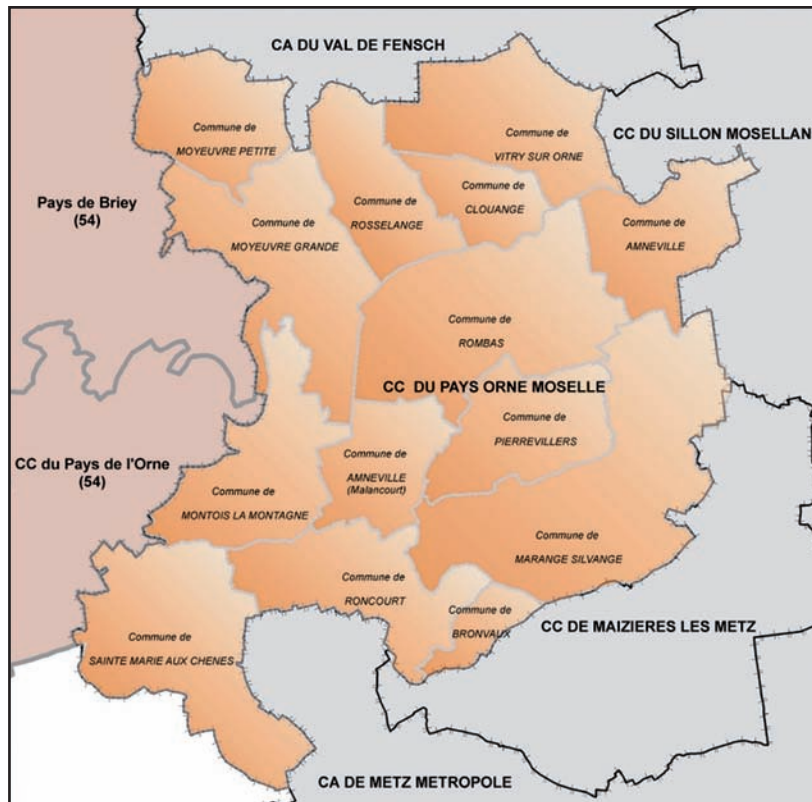 CA DU VAL DE FENSCH
Commune de
MOYEUVRE PETITE
Commune de
VITRY SUR ORNE
CC DU SILLON MOSELLAN
Pays de Briey
(54)
Commune de
MOYEUVRE GRANDE
Commune de
ROSSELANGE
Commune de
CLOUANGE
Commune de
AMNEVILLE
Commune de
ROMBAS
CC DU PAYS ORNE MOSELLE
Commune de
PIERREVILLERS
CC du Pays de l'Orne
(54)
Commune de
MONTOIS LA MONTAGNE
Commune de
AMNEVILLE
(Malancourt)
Commune de
MARANGE SILVANGE
Commune de
RONCOURT
Commune de
BRONVAUX
CC DE MAIZIERES LES METZ
Commune de
SAINTE MARIE AUX CHENES
CA DE METZ METROPOLE